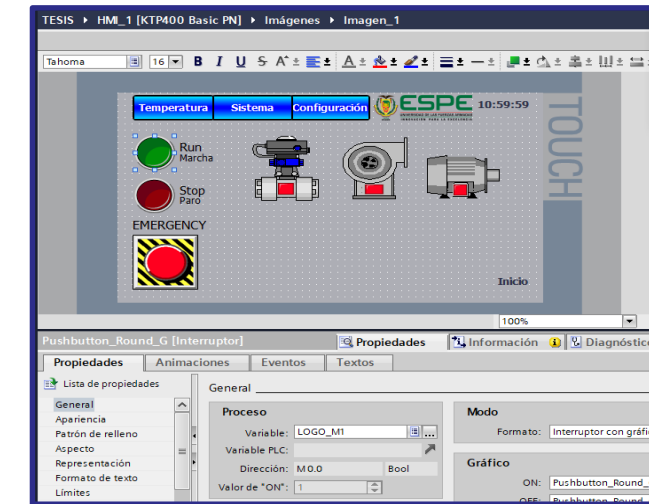 TESIS ▸ HMI_1 [KTP400 Basic PN] ▸ Imágenes ▸ Imagen_1
Tahoma 16 B I U S A A
Temperatura Sistema Configuración ESPE 10:59:59
TOUCH
Run
Marcha
Stop
Paro
EMERGENCY
Inicio
100%
Pushbutton_Round_G [Interruptor] Propiedades Información Diagnóstic
Propiedades Animaciones Eventos Textos
Lista de propiedades
General
Apariencia
Patrón de relleno
Aspecto
Representación
Formato de texto
Límites
General
Proceso
Variable: LOGO_M1
Variable PLC:
Dirección: M0.0 Bool
Valor de "ON": 1
Modo
Formato: Interruptor con gráfi
Gráfico
ON: Pushbutton_Round_
OFF: Pushbutton_Round_